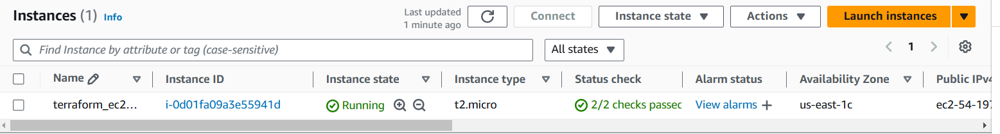 Instances (1) Info
Last updated
1 minute ago
Connect
Instance state
Actions
Launch instances
Find Instance by attribute or tag (case-sensitive)
All states
1
Name Instance ID Instance state Instance type Status check Alarm status Availability Zone Public IPv4
terraform_ec2... i-0d01fa09a3e55941d Running t2.micro 2/2 checks passec View alarms + us-east-1c ec2-54-197